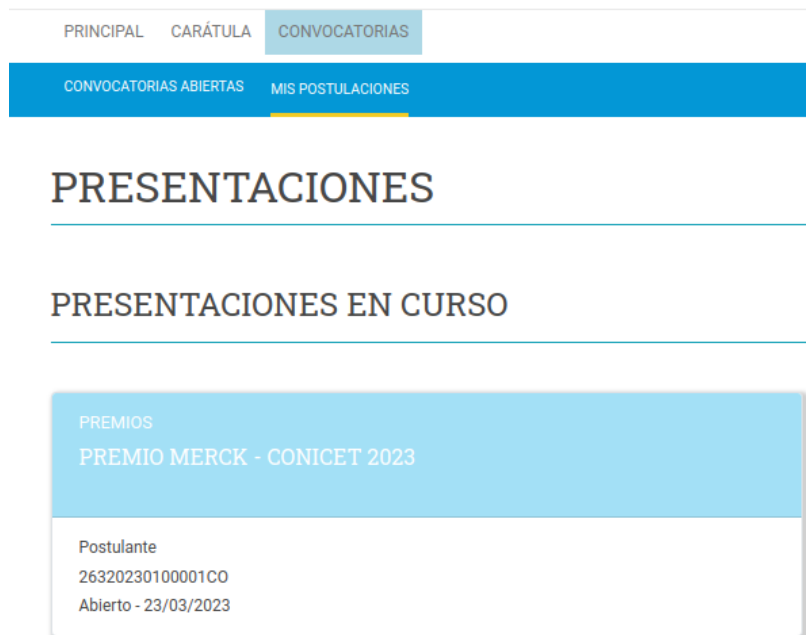 PRINCIPAL CARÁTULA CONVOCATORIAS
CONVOCATORIAS ABIERTAS MIS POSTULACIONES
PRESENTACIONES
PRESENTACIONES EN CURSO
PREMIOS
PREMIO MERCK - CONICET 2023
Postulante
26320230100001CO
Abierto - 23/03/2023